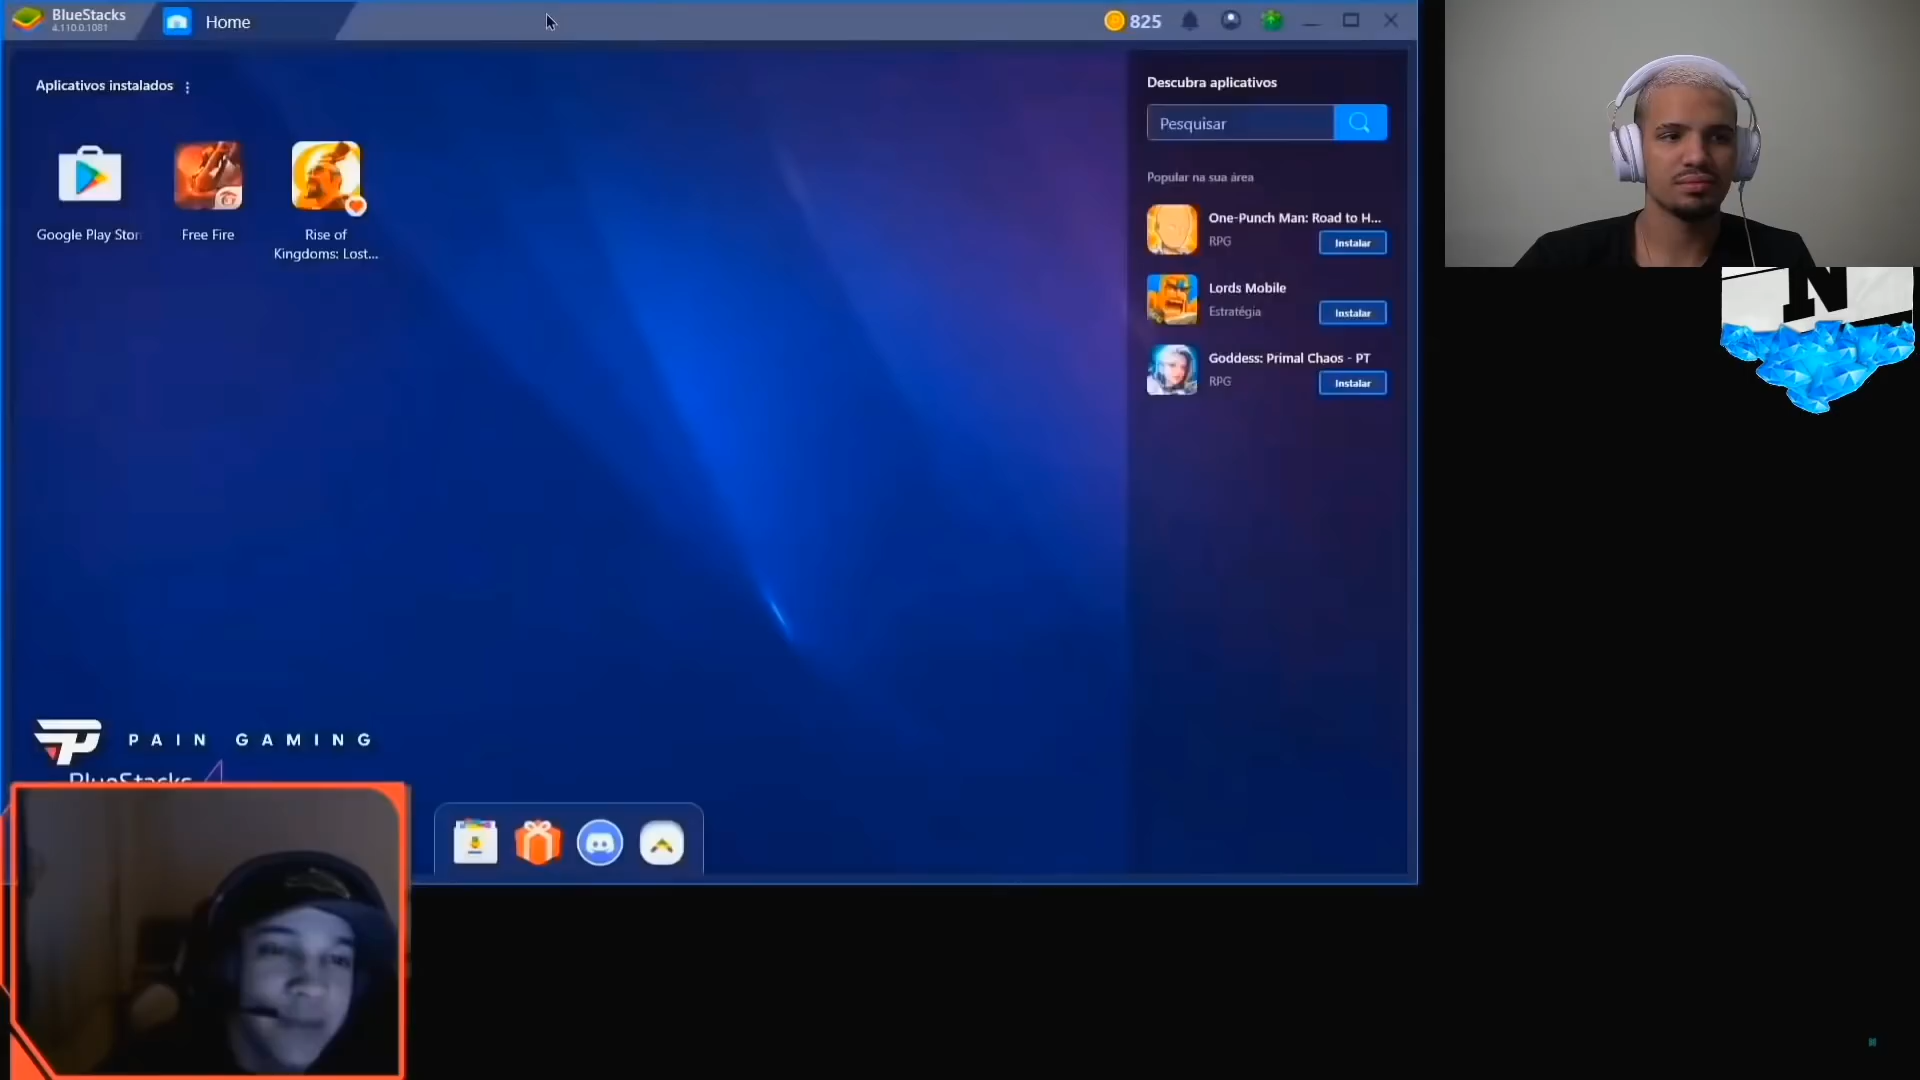 BlueStacks
4.110.0.1081
Home
825
Aplicativos instalados
Google Play Stor
Free Fire
Rise of
Kingdoms: Lost...
Descubra aplicativos
Pesquisar
Popular na sua área
One-Punch Man: Road to H...
RPG
Instalar
Lords Mobile
Estratégia
Instalar
Goddess: Primal Chaos - PT
RPG
Instalar
PAIN GAMING
BlueStacks 4
N